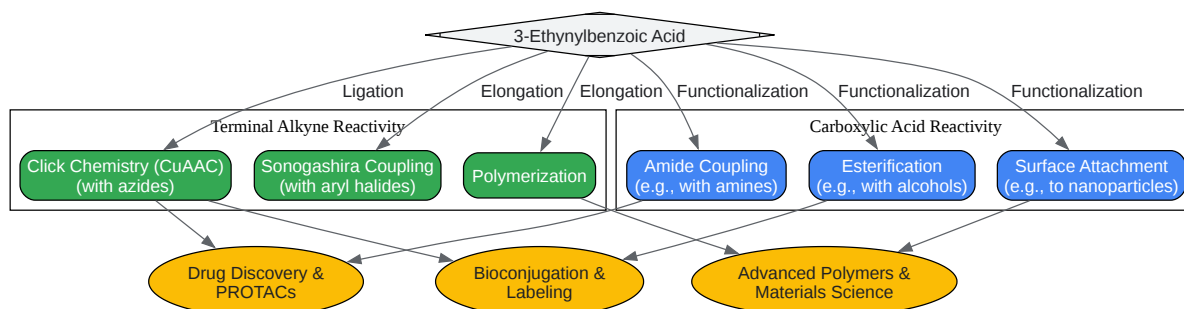 3-Ethynylbenzoic Acid
Ligation
Elongation
Elongation
Functionalization
Functionalization
Functionalization
Terminal Alkyne Reactivity
Carboxylic Acid Reactivity
Click Chemistry (CuAAC)
(with azides)
Sonogashira Coupling
(with aryl halides)
Polymerization
Amide Coupling
(e.g., with amines)
Esterification
(e.g., with alcohols)
Surface Attachment
(e.g., to nanoparticles)
Drug Discovery &
PROTACs
Bioconjugation &
Labeling
Advanced Polymers &
Materials Science